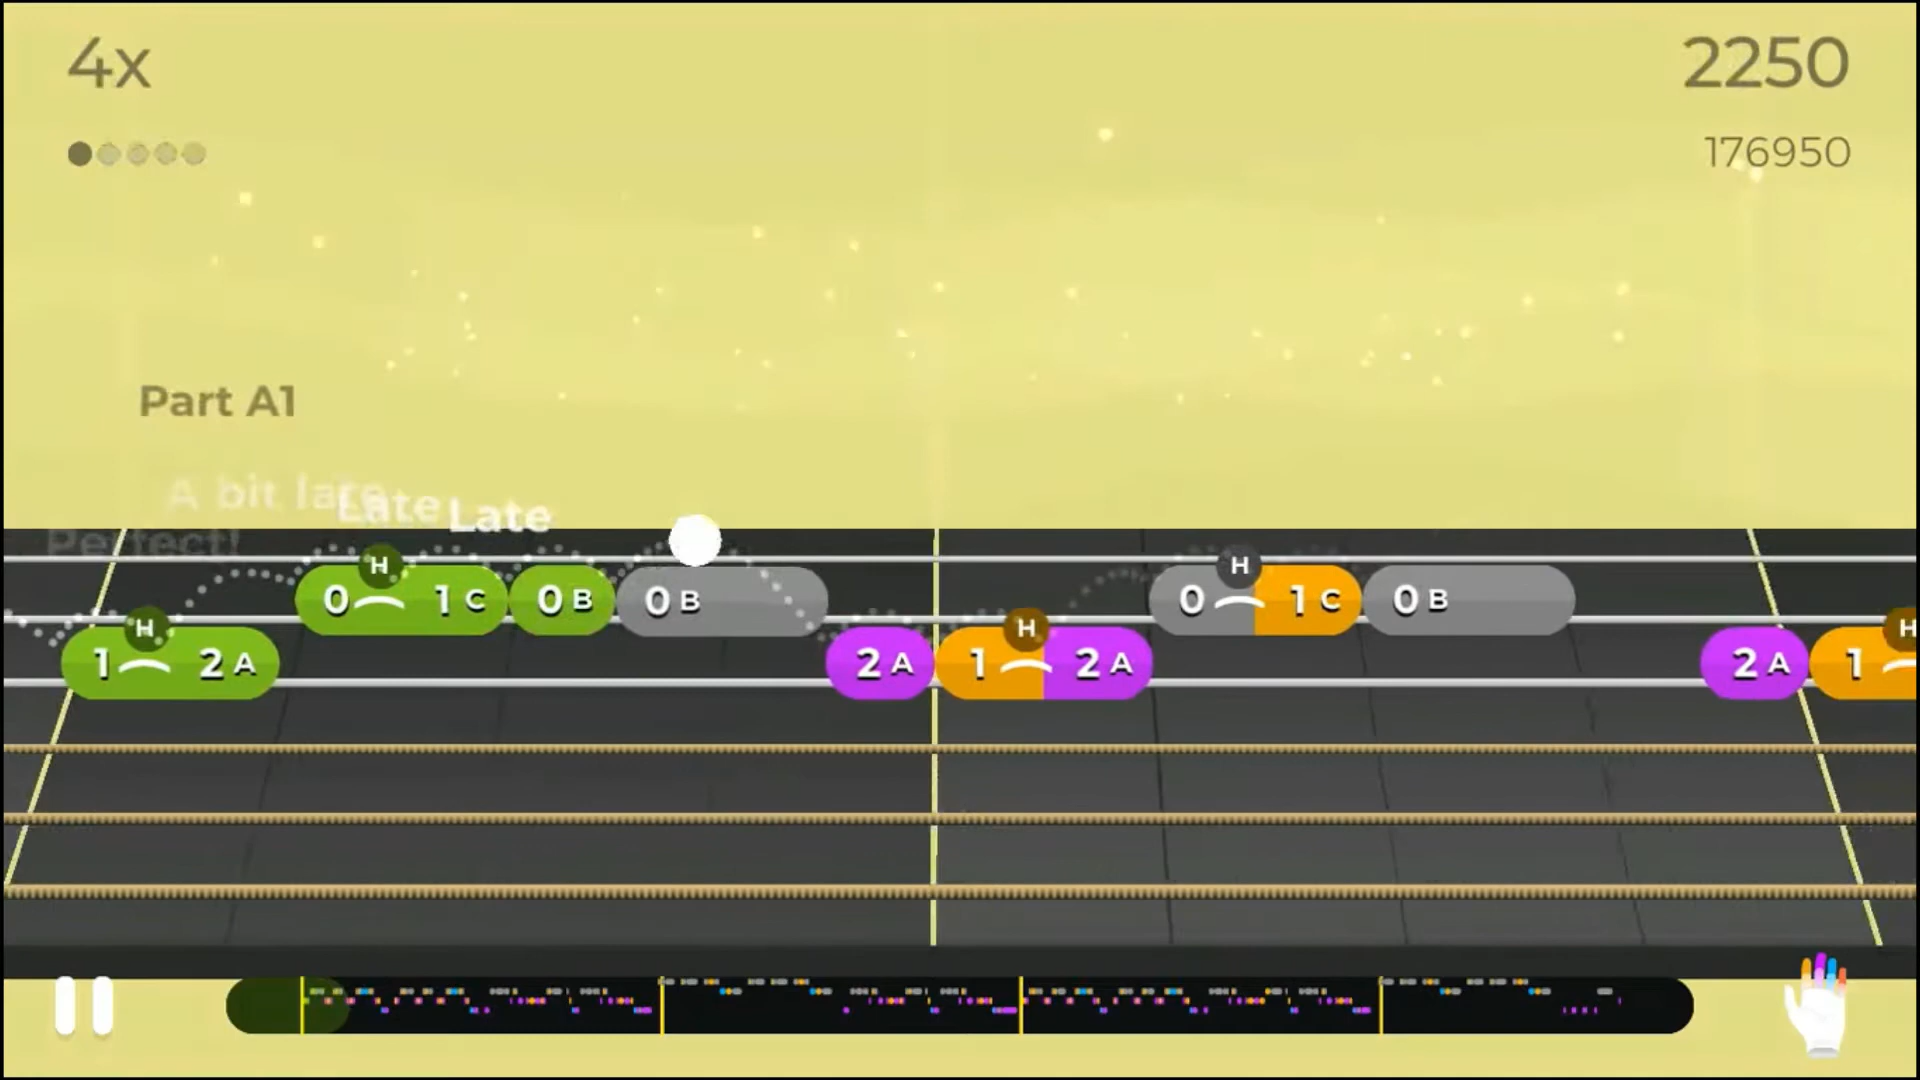 4x
2250
176950
Part A1
A bit late
Late
Late
Perfect!
H
H
0 1 C
0 B
0 B
0 1 C
0 B
H
H
H
1 2 A
2 A
1 2 A
2 A
1